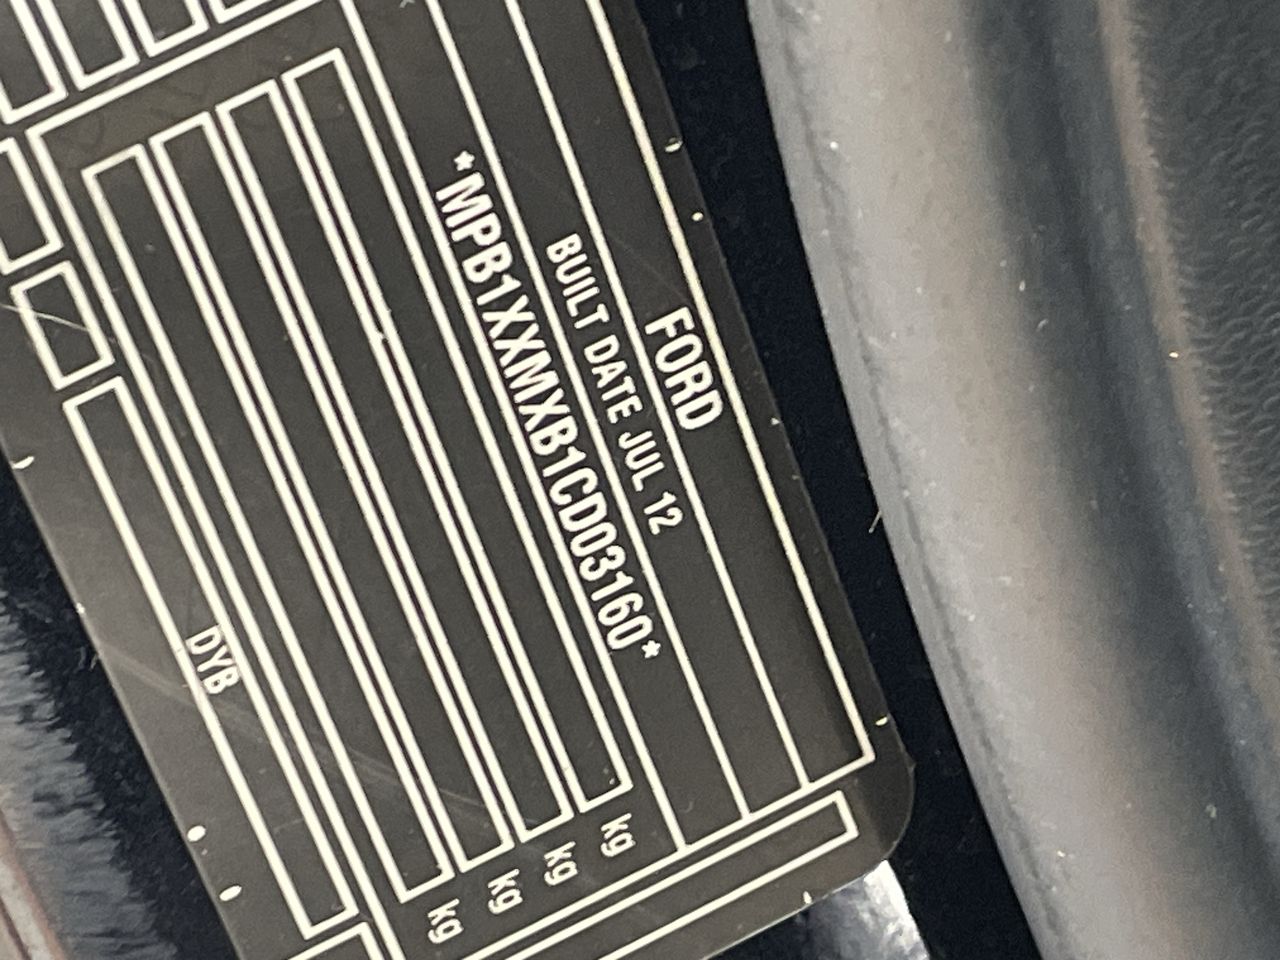 FORD
BUILT DATE JUL 12
*MPB1XXMXB1CD03160*
kg
kg
kg
kg
DYB